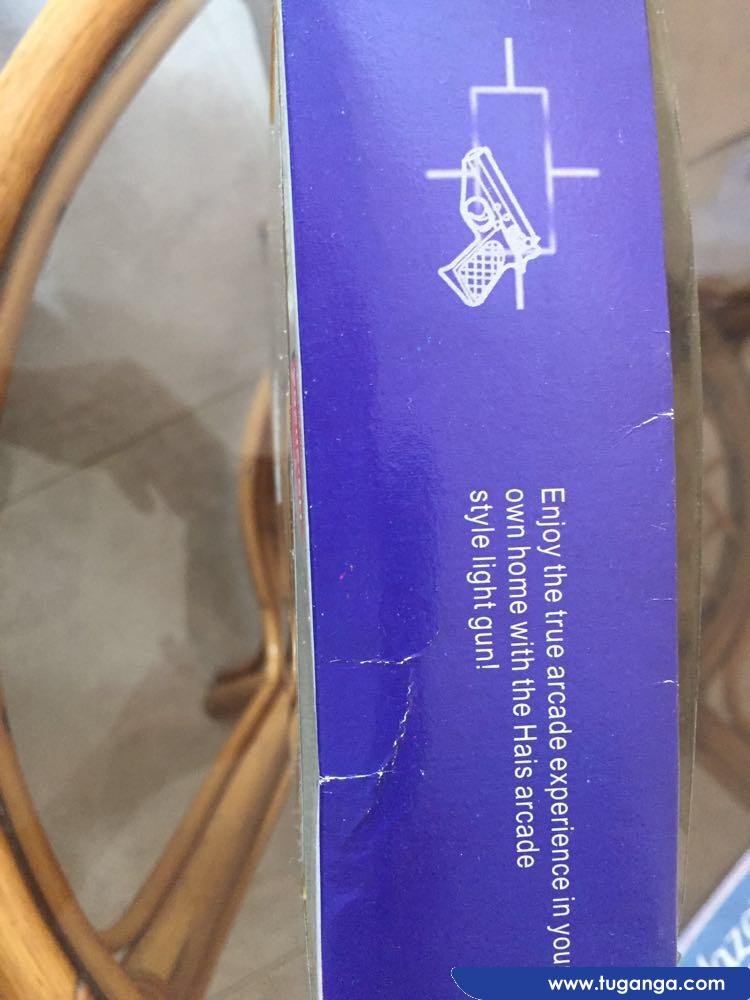 Enjoy the true arcade experience in you
own home with the Hais arcade
style light gun!
www.tuganga.com